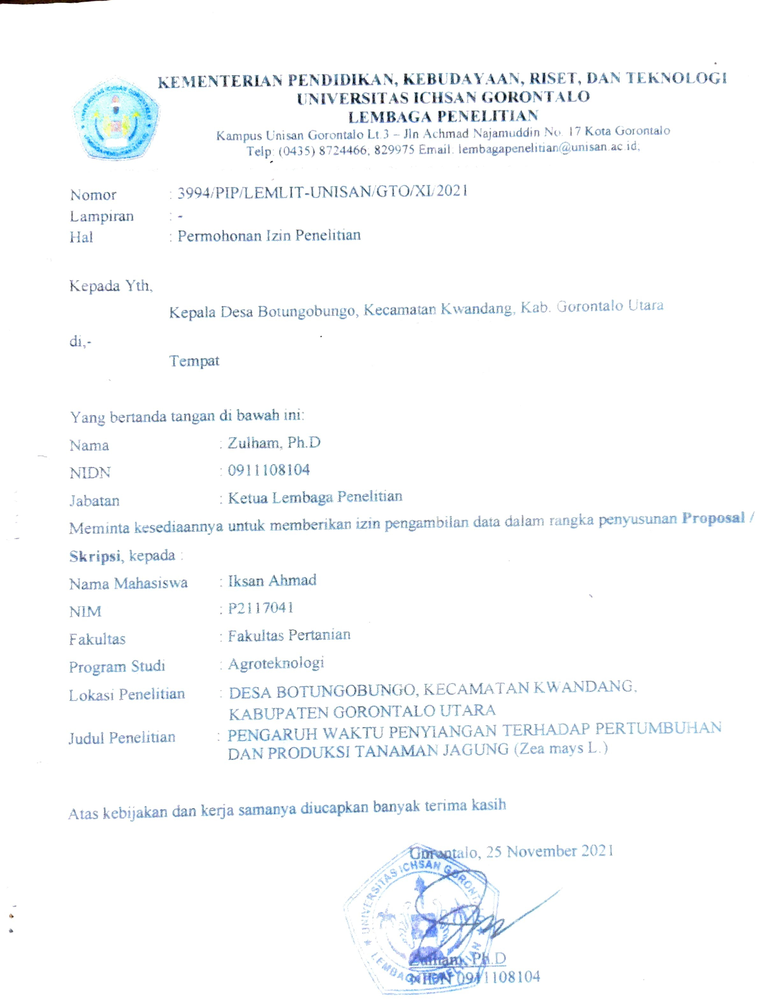 KEMENTERIAN PENDIDIKAN, KEBUDAYAAN, RISET, DAN TEKNOLOGI
UNIVERSITAS ICHSAN GORONTALO
LEMBAGA PENELITIAN
Kampus Unisan Gorontalo Lt.3 – Jln Achmad Najamuddin No. 17 Kota Gorontalo
Telp: (0435) 8724466; 829975 Email: lembagapenelitian@unisan.ac.id;
Nomor : 3994/PIP/LEMLIT-UNISAN/GTO/XI/2021
Lampiran : -
Hal : Permohonan Izin Penelitian
Kepada Yth,
Kepala Desa Botungobungo, Kecamatan Kwandang, Kab. Gorontalo Utara
di,-
Tempat
Yang bertanda tangan di bawah ini:
Nama : Zulham, Ph.D
NIDN : 0911108104
Jabatan : Ketua Lembaga Penelitian
Meminta kesediaannya untuk memberikan izin pengambilan data dalam rangka penyusunan Proposal /
Skripsi, kepada :
Nama Mahasiswa : Iksan Ahmad
NIM : P2117041
Fakultas : Fakultas Pertanian
Program Studi : Agroteknologi
Lokasi Penelitian : DESA BOTUNGOBUNGO, KECAMATAN KWANDANG,
KABUPATEN GORONTALO UTARA
Judul Penelitian : PENGARUH WAKTU PENYIANGAN TERHADAP PERTUMBUHAN
DAN PRODUKSI TANAMAN JAGUNG (Zea mays L.)
Atas kebijakan dan kerja samanya diucapkan banyak terima kasih
Gorontalo, 25 November 2021
UNIVERSITAS ICHSAN GORONTALO
LEMBAGA PENELITIAN
Zulham, PH.D
NIDN 0911108104